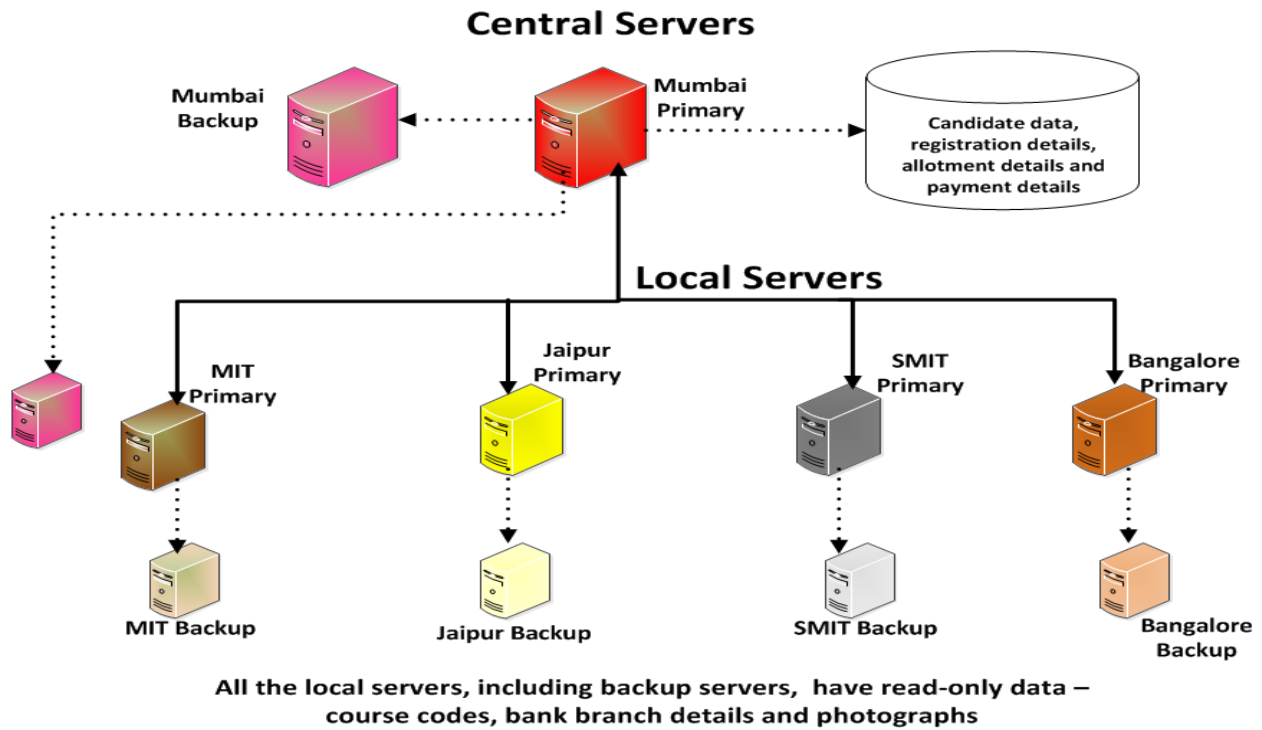 Central Servers
Mumbai
Backup
Mumbai
Primary
Candidate data,
registration details,
allotment details and
payment details
Local Servers
MIT
Primary
Jaipur
Primary
SMIT
Primary
Bangalore
Primary
MIT Backup
Jaipur Backup
SMIT Backup
Bangalore
Backup
All the local servers, including backup servers,  have read-only data –
course codes, bank branch details and photographs